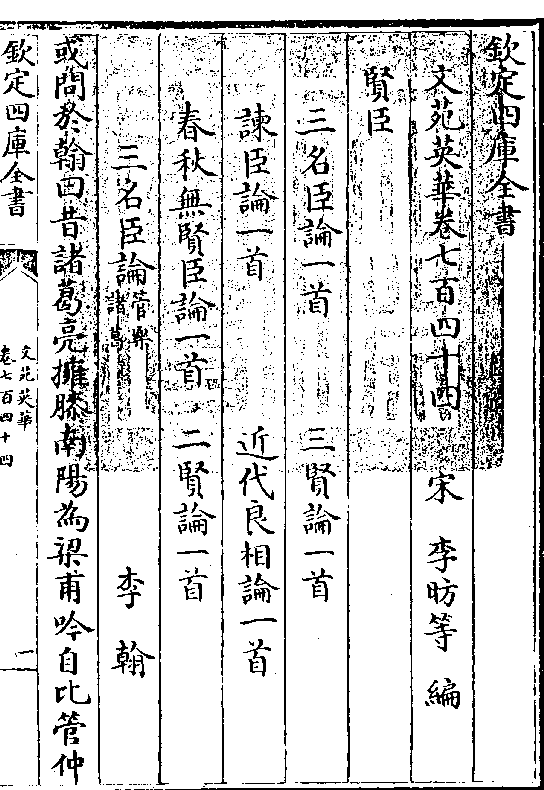 欽定四庫全書
文苑英華卷七百四十四 宋 李昉等 編
賢臣
三名臣論一首 三賢論一首
諫臣論一首 近代良相論一首
春秋無賢臣論一首 二賢論一首
三名臣論管樂諸葛 李翰
或問於翰曰昔諸葛亮擁膝南陽為梁甫吟自比管仲
欽定四庫全書
文苑英華
卷七百四十四